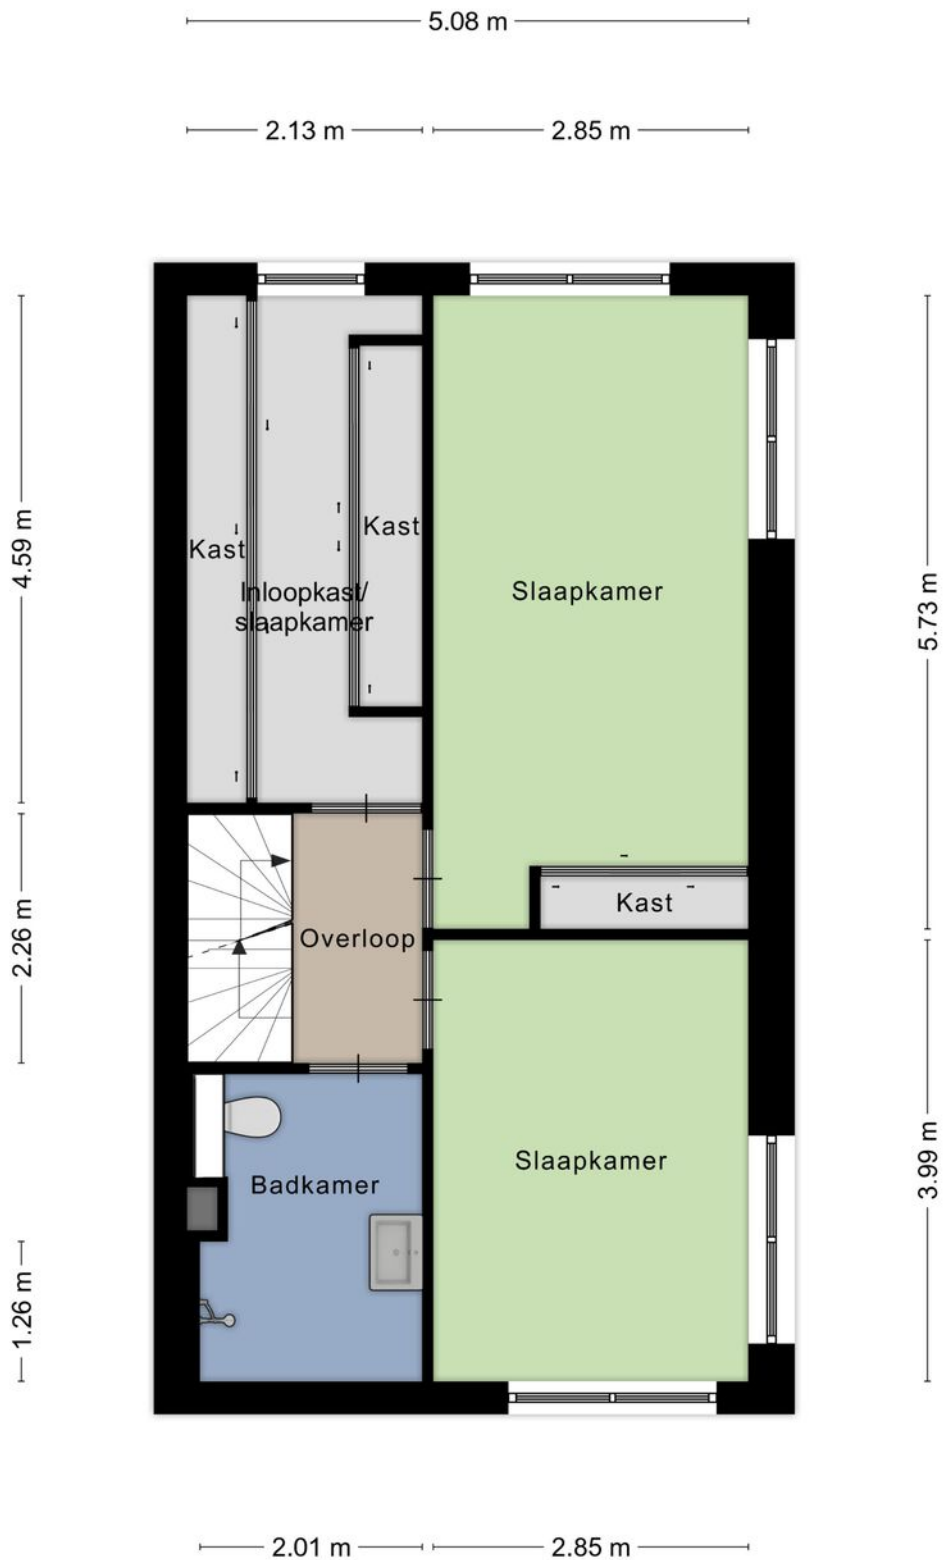 5.08 m
2.13 m
2.85 m
4.59 m
5.73 m
Kast
Kast
Inloopkast/
slaapkamer
Slaapkamer
Kast
2.26 m
Overloop
Slaapkamer
3.99 m
Badkamer
1.26 m
2.01 m
2.85 m